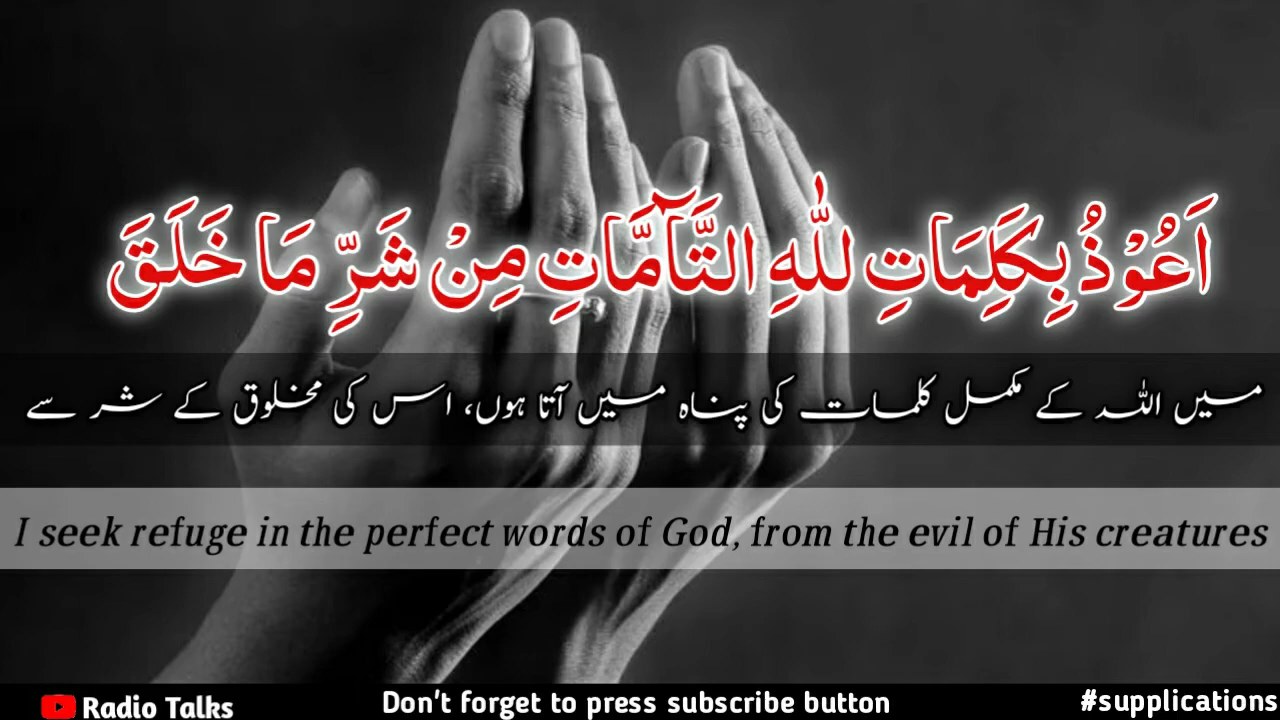 اَعُوْذُ بِكَلِمَاتِ للّٰهِ التَّآمَّاتِ مِنْ شَرِّ مَا خَلَقَ
میں اللہ کے مکمل کلمات کی پناہ میں آتا ہوں، اس کی مخلوق کے شر سے
I seek refuge in the perfect words of God, from the evil of His creatures
Radio Talks
Don't forget to press subscribe button
#supplications